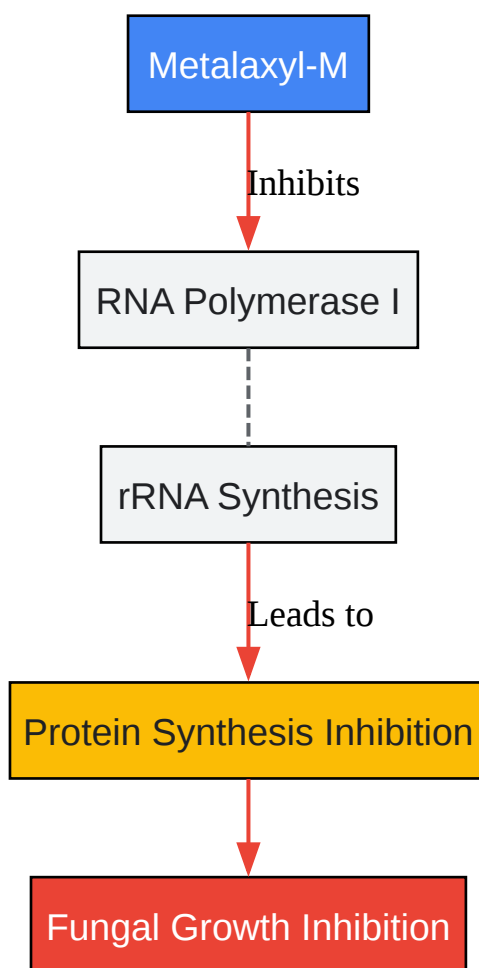 Metalaxyl-M
Inhibits
RNA Polymerase I
rRNA Synthesis
Leads to
Protein Synthesis Inhibition
Fungal Growth Inhibition